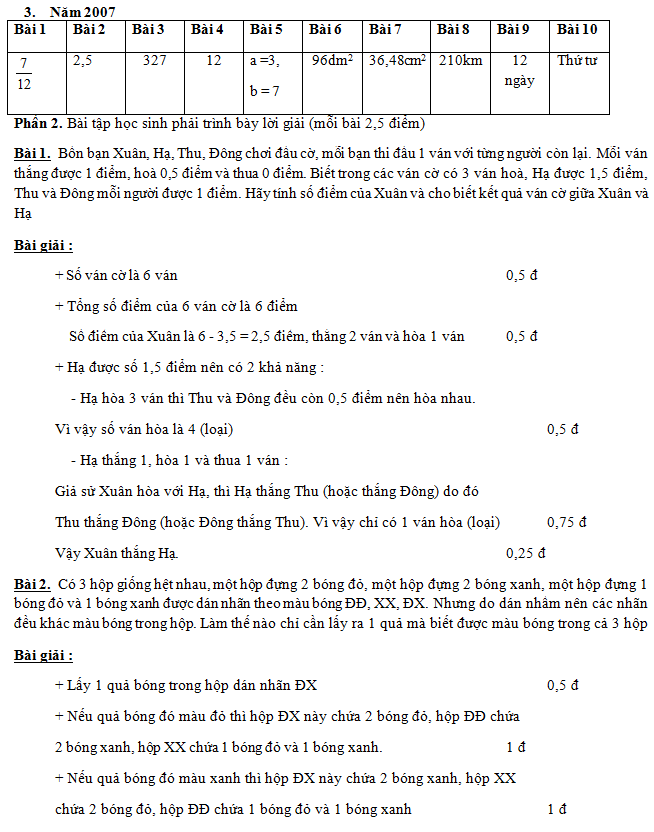 3. Năm 2007
Bài 1 Bài 2 Bài 3 Bài 4 Bài 5 Bài 6 Bài 7 Bài 8 Bài 9 Bài 10
7/12 2,5 327 12 a =3, b = 7 96dm² 36,48cm² 210km 12 ngày Thứ tư
Phần 2. Bài tập học sinh phải trình bày lời giải (mỗi bài 2,5 điểm)
Bài 1. Bốn bạn Xuân, Hạ, Thu, Đông chơi đấu cờ, mỗi bạn thi đấu 1 ván với từng người còn lại. Mỗi ván
thắng được 1 điểm, hoà 0,5 điểm và thua 0 điểm. Biết trong các ván cờ có 3 ván hoà, Hạ được 1,5 điểm,
Thu và Đông mỗi người được 1 điểm. Hãy tính số điểm của Xuân và cho biết kết quả ván cờ giữa Xuân và
Hạ
Bài giải :
+ Số ván cờ là 6 ván 0,5 đ
+ Tổng số điểm của 6 ván cờ là 6 điểm
Số điểm của Xuân là 6 - 3,5 = 2,5 điểm, thắng 2 ván và hòa 1 ván 0,5 đ
+ Hạ được số 1,5 điểm nên có 2 khả năng :
- Hạ hòa 3 ván thì Thu và Đông đều còn 0,5 điểm nên hòa nhau.
Vì vậy số ván hòa là 4 (loại) 0,5 đ
- Hạ thắng 1, hòa 1 và thua 1 ván :
Giả sử Xuân hòa với Hạ, thì Hạ thắng Thu (hoặc thắng Đông) do đó
Thu thắng Đông (hoặc Đông thắng Thu). Vì vậy chỉ có 1 ván hòa (loại) 0,75 đ
Vậy Xuân thắng Hạ. 0,25 đ
Bài 2. Có 3 hộp giống hệt nhau, một hộp đựng 2 bóng đỏ, một hộp đựng 2 bóng xanh, một hộp đựng 1
bóng đỏ và 1 bóng xanh được dán nhãn theo màu bóng ĐĐ, XX, ĐX. Nhưng do dán nhầm nên các nhãn
đều khác màu bóng trong hộp. Làm thế nào chỉ cần lấy ra 1 quả mà biết được màu bóng trong cả 3 hộp
Bài giải :
+ Lấy 1 quả bóng trong hộp dán nhãn ĐX 0,5 đ
+ Nếu quả bóng đó màu đỏ thì hộp ĐX này chứa 2 bóng đỏ, hộp ĐĐ chứa
2 bóng xanh, hộp XX chứa 1 bóng đỏ và 1 bóng xanh. 1 đ
+ Nếu quả bóng đó màu xanh thì hộp ĐX này chứa 2 bóng xanh, hộp XX
chứa 2 bóng đỏ, hộp ĐĐ chứa 1 bóng đỏ và 1 bóng xanh 1 đ